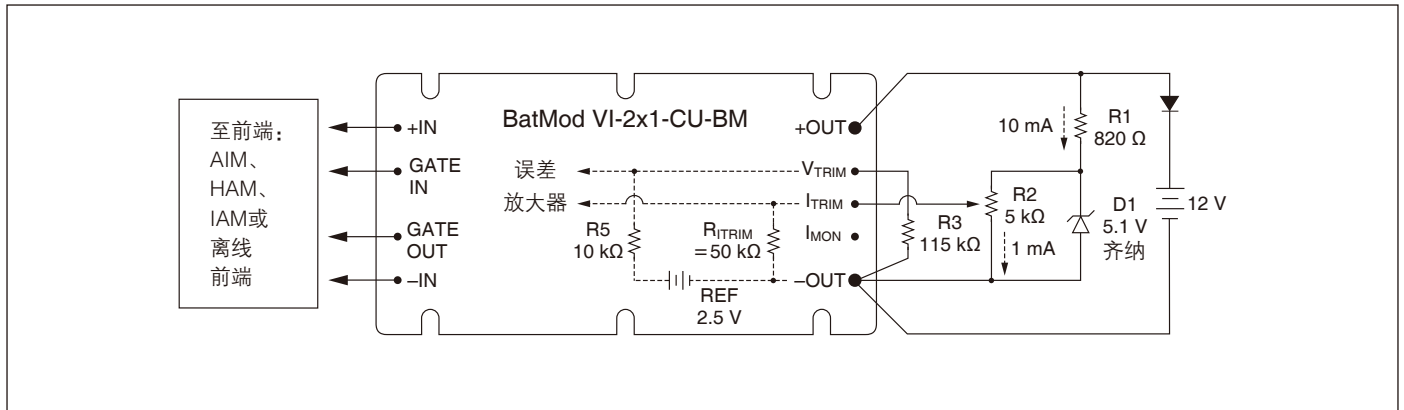 至前端：
AIM、
HAM、
IAM或
离线
前端
BatMod VI-2x1-CU-BM
+IN
GATE
IN
GATE
OUT
–IN
误差
放大器
R5
10 kΩ
RITRIM
=50 kΩ
REF
2.5 V
+OUT
VTRIM
ITRIM
IMON
–OUT
R3
115 kΩ
10 mA
R1
820 Ω
R2
5 kΩ
1 mA
D1
5.1 V
齐纳
12 V